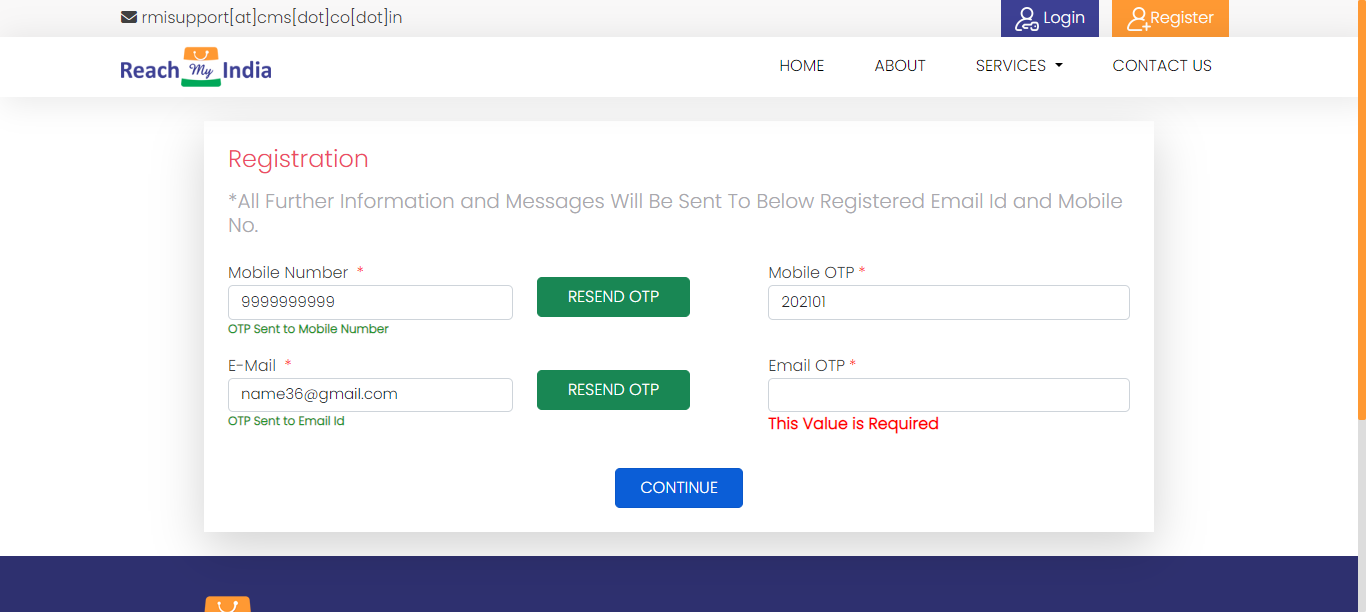 rmisupport[at]cms[dot]co[dot]in
Login
Register
Reach My India
HOME
ABOUT
SERVICES
CONTACT US
Registration
*All Further Information and Messages Will Be Sent To Below Registered Email Id and Mobile
No.
Mobile Number *
Mobile OTP *
9999999999
RESEND OTP
202101
OTP Sent to Mobile Number
E-Mail *
Email OTP *
name36@gmail.com
RESEND OTP
OTP Sent to Email Id
This Value is Required
CONTINUE